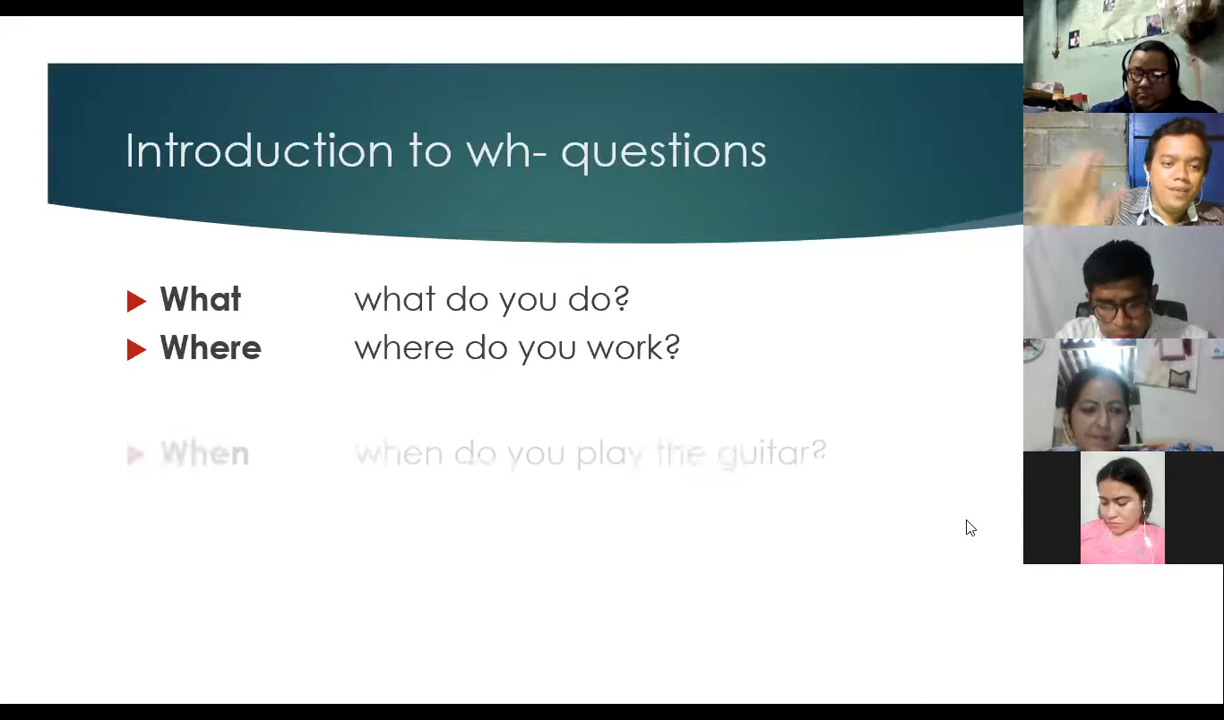 Introduction to wh- questions
What what do you do?
Where where do you work?
When when do you play the guitar?